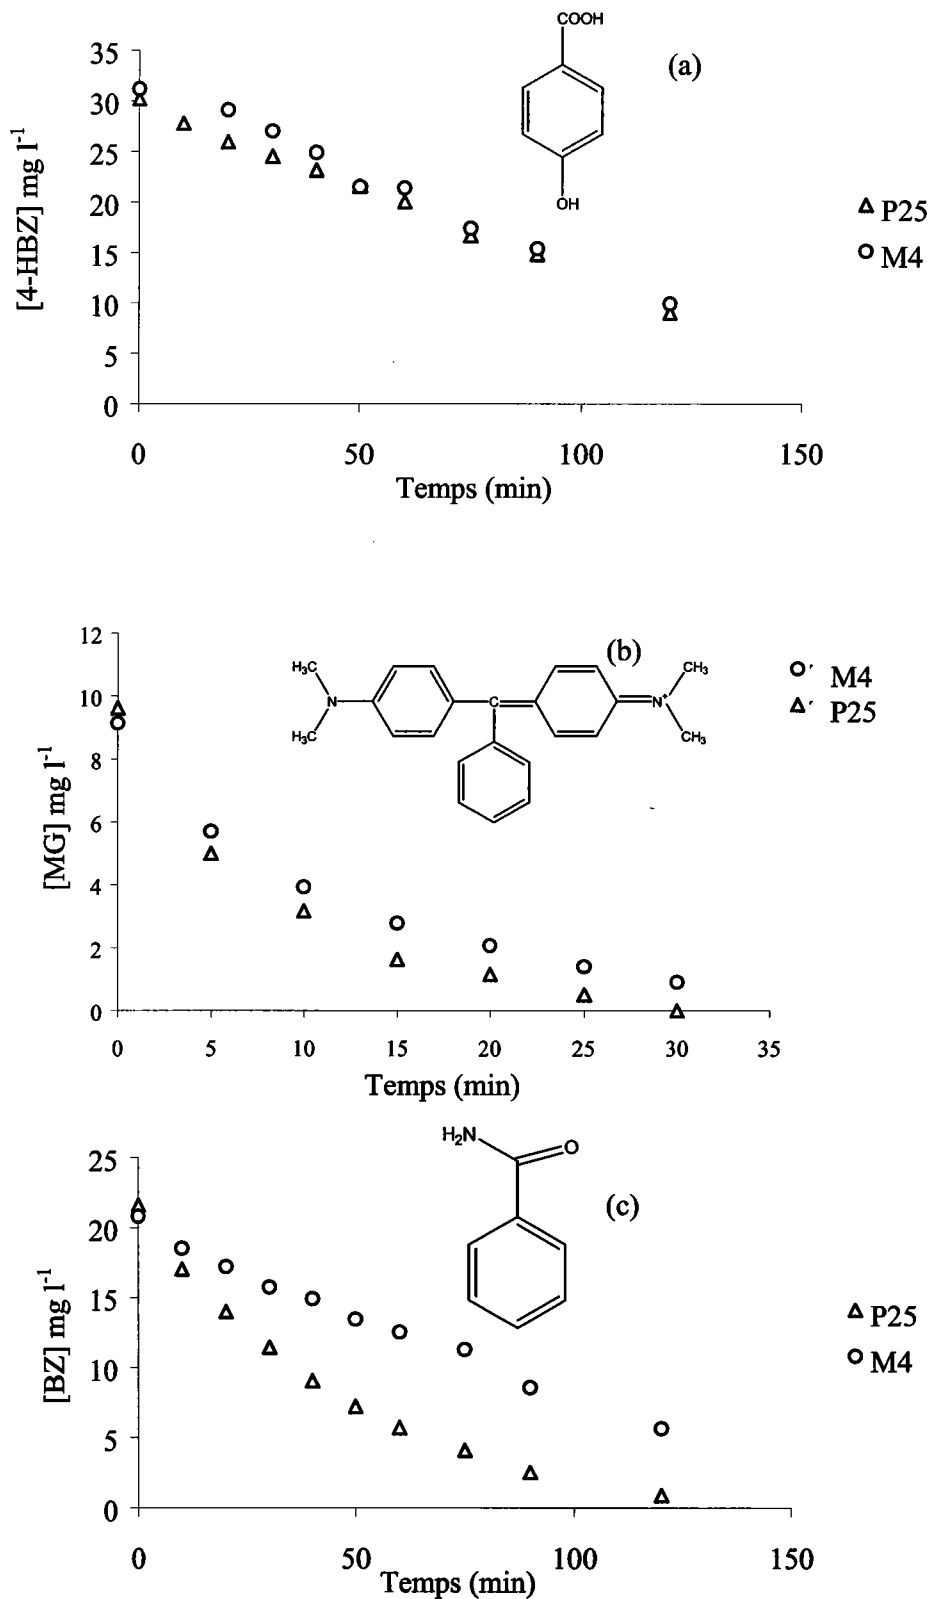 COOH
(a)
35
30
25
20
15
10
5
0
[4-HBZ] mg l-1
OH
P25
M4
0 50 100 150
Temps (min)
12
10
8
6
4
2
0
[MG] mg l-1
(b)
H3C CH3
N C N+
H3C CH3
M4
P25
0 5 10 15 20 25 30 35
Temps (min)
H2N O
(c)
25
20
15
10
5
0
[BZ] mg l-1
P25
M4
0 50 100 150
Temps (min)